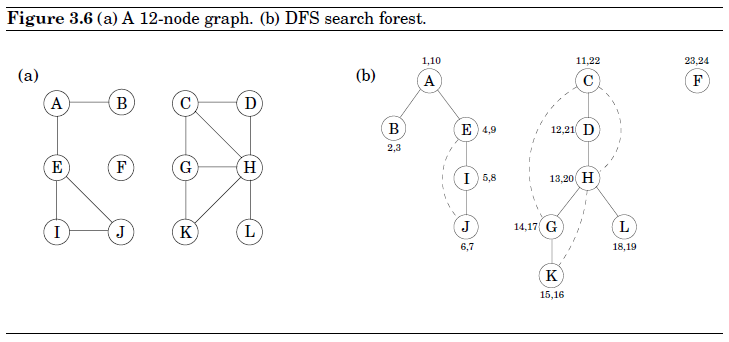 Figure 3.6 (a) A 12-node graph. (b) DFS search forest.
(a)
A B C D
E F G H
I J K L
(b)
1,10 11,22 23,24
A C F
B E 4,9 12,21 D
2,3
I 5,8 13,20 H
J 14,17 G L
6,7 18,19
K
15,16